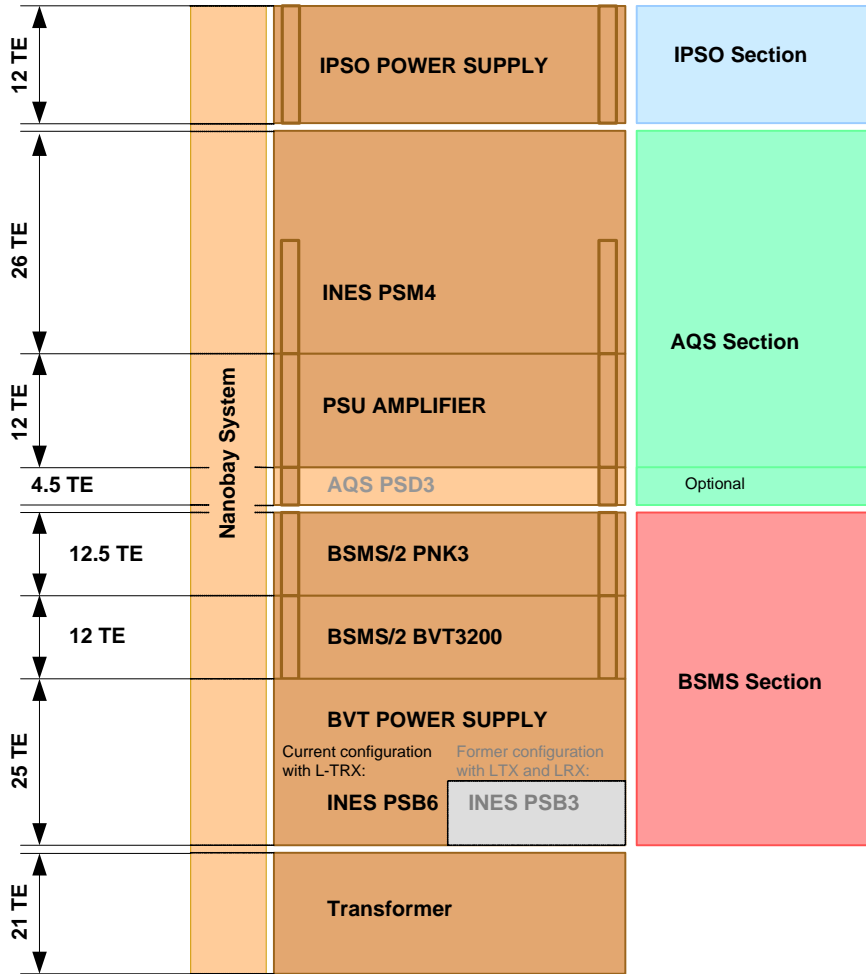 12 TE
IPSO POWER SUPPLY
IPSO Section
26 TE
INES PSM4
AQS Section
12 TE
PSU AMPLIFIER
Nanobay System
4.5 TE
AQS PSD3
Optional
12.5 TE
BSMS/2 PNK3
12 TE
BSMS/2 BVT3200
BSMS Section
25 TE
BVT POWER SUPPLY
Current configuration
with L-TRX:
Former configuration
with LTX and LRX:
INES PSB6
INES PSB3
21 TE
Transformer